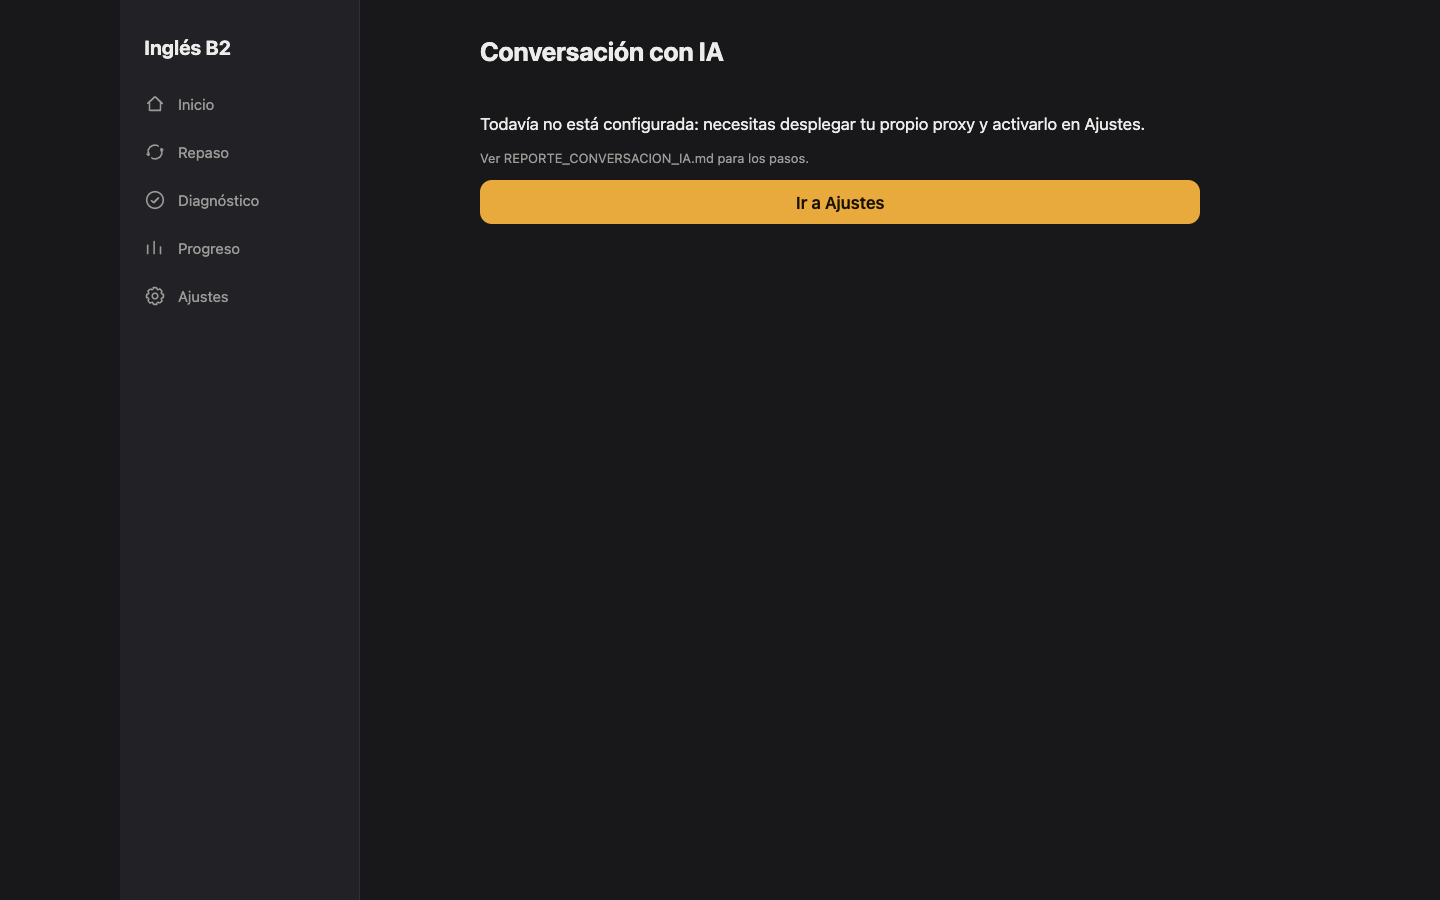 Inglés B2
Inicio
Repaso
Diagnóstico
Progreso
Ajustes
Conversación con IA
Todavía no está configurada: necesitas desplegar tu propio proxy y activarlo en Ajustes.
Ver REPORTE_CONVERSACION_IA.md para los pasos.
Ir a Ajustes